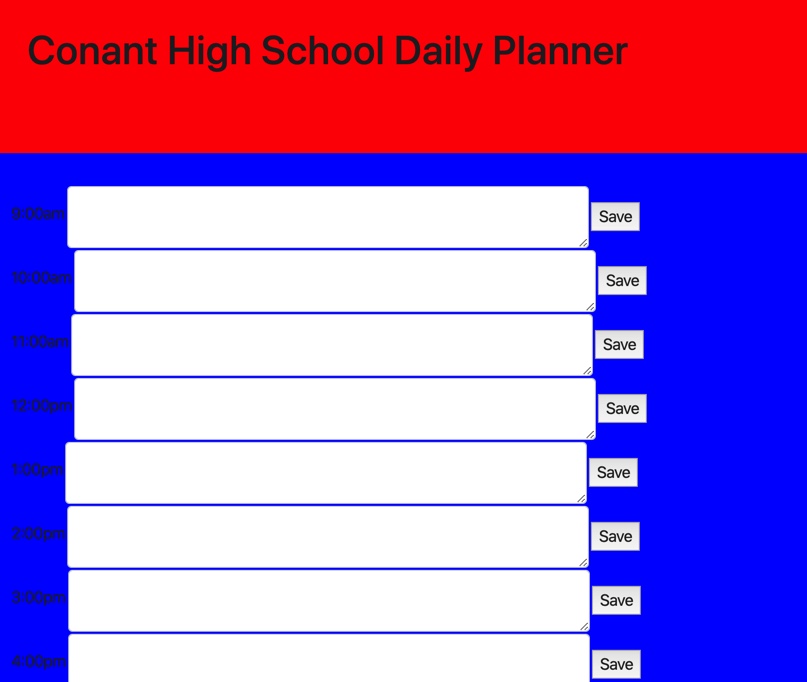 Conant High School Daily Planner
9:00am Save
10:00am Save
11:00am Save
12:00pm Save
1:00pm Save
2:00pm Save
3:00pm Save
4:00pm Save